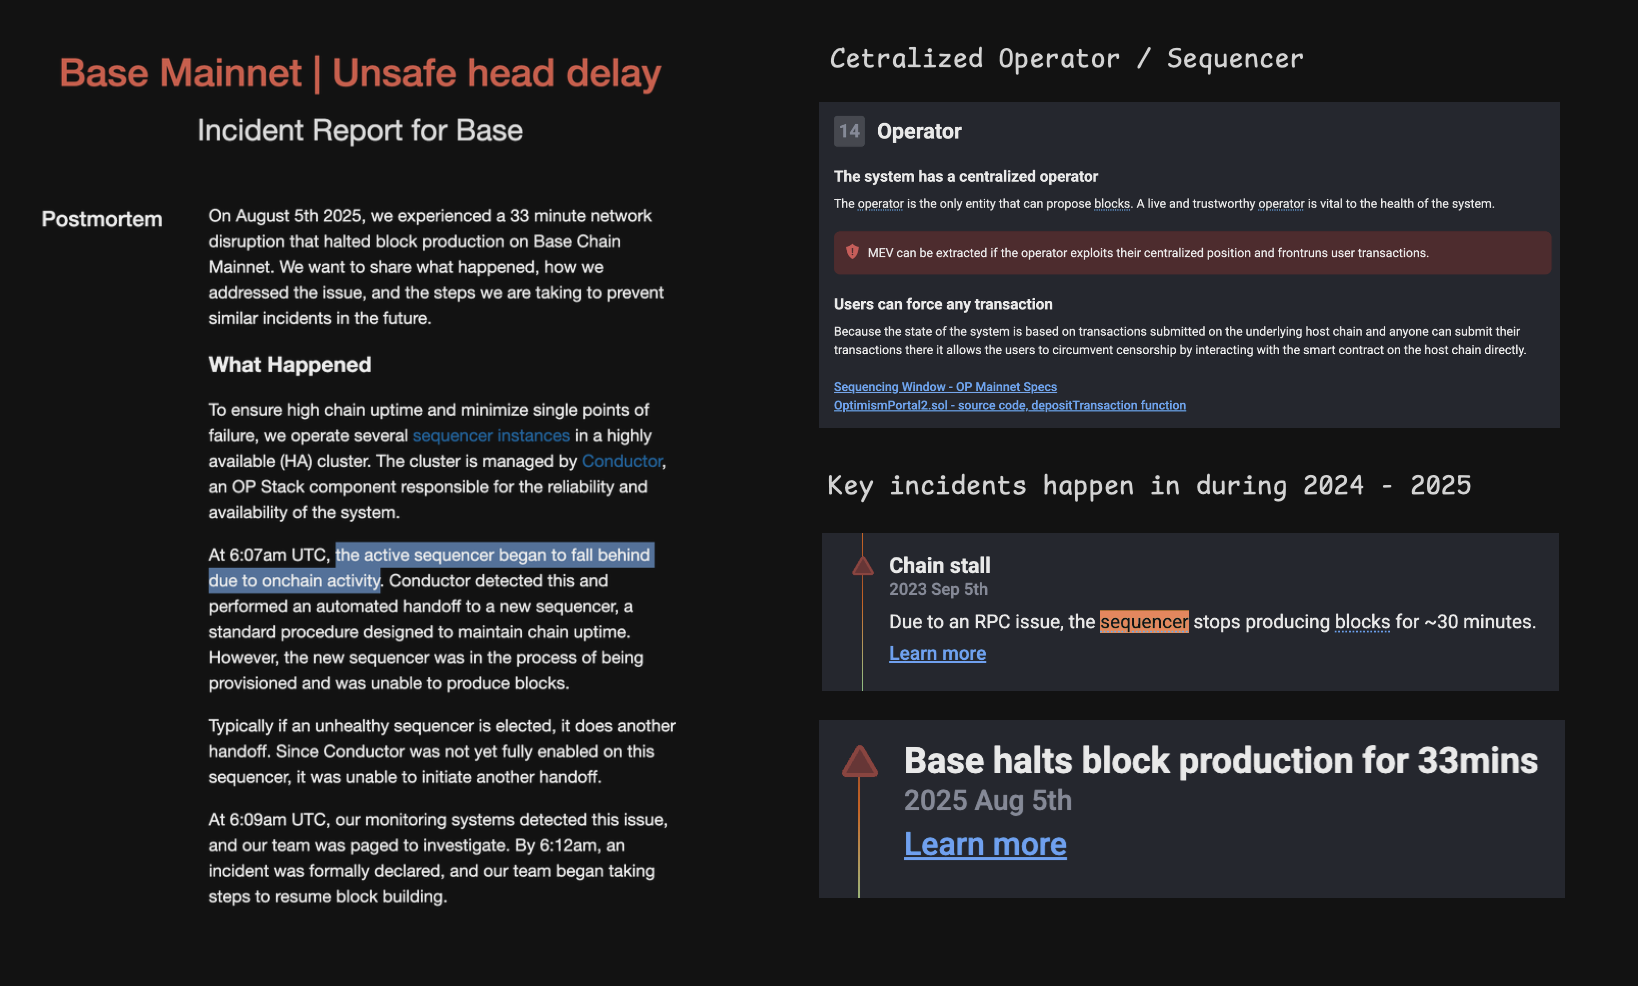 Base Mainnet | Unsafe head delay
Incident Report for Base
Postmortem
On August 5th 2025, we experienced a 33 minute network
disruption that halted block production on Base Chain
Mainnet. We want to share what happened, how we
addressed the issue, and the steps we are taking to prevent
similar incidents in the future.
What Happened
To ensure high chain uptime and minimize single points of
failure, we operate several sequencer instances in a highly
available (HA) cluster. The cluster is managed by Conductor,
an OP Stack component responsible for the reliability and
availability of the system.
At 6:07am UTC, the active sequencer began to fall behind
due to onchain activity. Conductor detected this and
performed an automated handoff to a new sequencer, a
standard procedure designed to maintain chain uptime.
However, the new sequencer was in the process of being
provisioned and was unable to produce blocks.
Typically if an unhealthy sequencer is elected, it does another
handoff. Since Conductor was not yet fully enabled on this
sequencer, it was unable to initiate another handoff.
At 6:09am UTC, our monitoring systems detected this issue,
and our team was paged to investigate. By 6:12am, an
incident was formally declared, and our team began taking
steps to resume block building.
Cetralized Operator / Sequencer
14 Operator
The system has a centralized operator
The operator is the only entity that can propose blocks. A live and trustworthy operator is vital to the health of the system.
MEV can be extracted if the operator exploits their centralized position and frontruns user transactions.
Users can force any transaction
Because the state of the system is based on transactions submitted on the underlying host chain and anyone can submit their
transactions there it allows the users to circumvent censorship by interacting with the smart contract on the host chain directly.
Sequencing Window - OP Mainnet Specs
OptimismPortal2.sol - source code, depositTransaction function
Key incidents happen in during 2024 - 2025
Chain stall
2023 Sep 5th
Due to an RPC issue, the sequencer stops producing blocks for ~30 minutes.
Learn more
Base halts block production for 33mins
2025 Aug 5th
Learn more